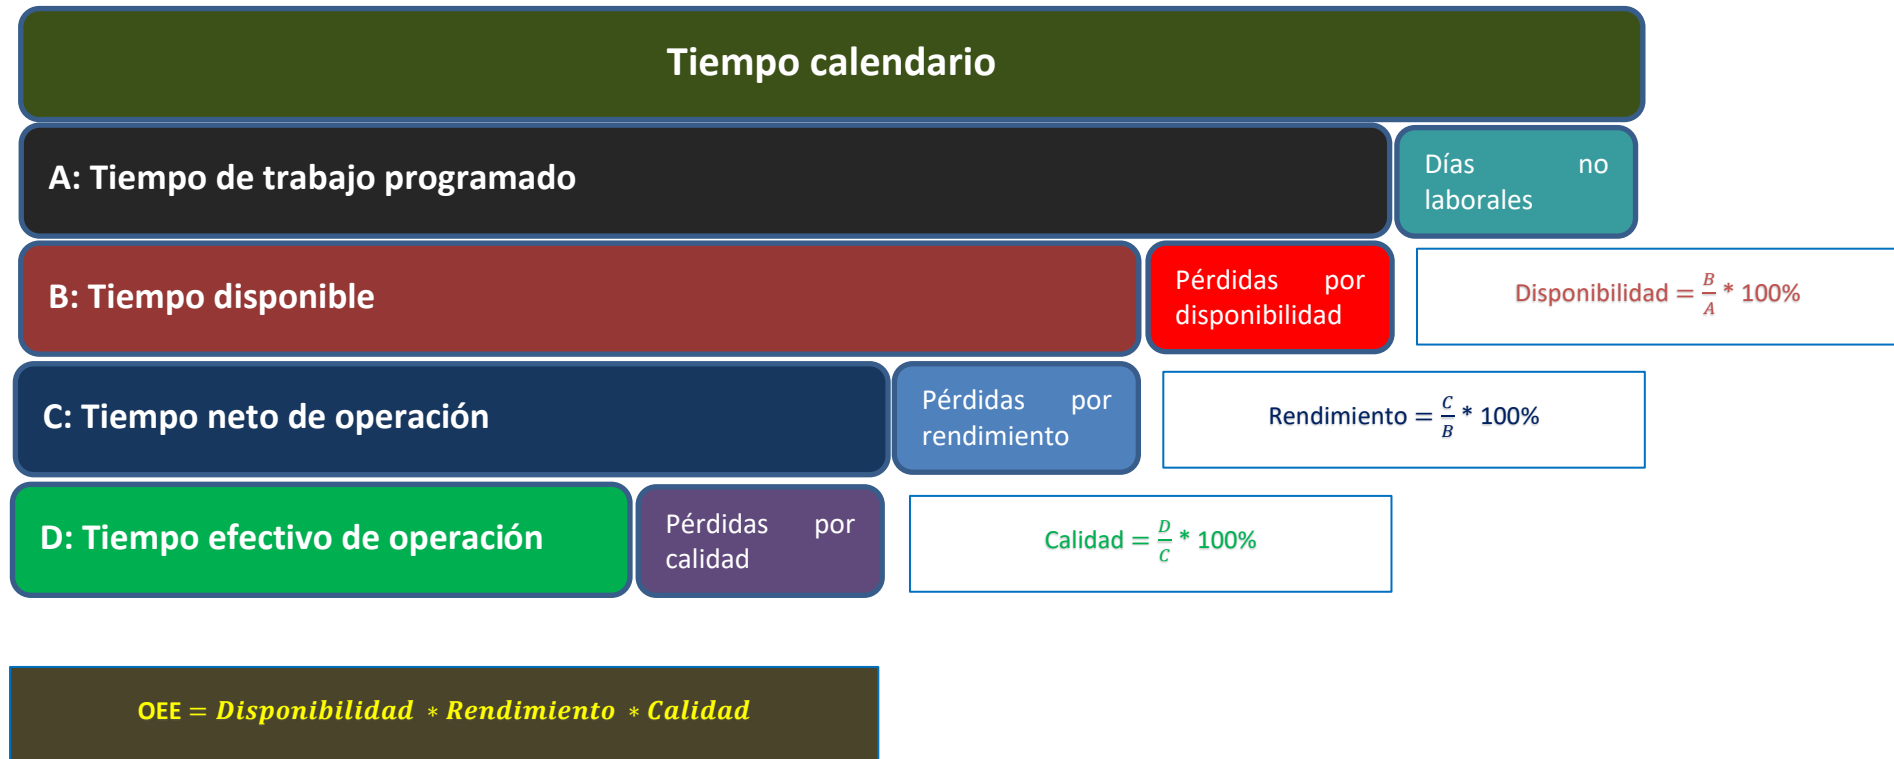 Tiempo calendario
A: Tiempo de trabajo programado
Días no
laborales
B: Tiempo disponible
Pérdidas por
disponibilidad
Disponibilidad = B/A * 100%
C: Tiempo neto de operación
Pérdidas por
rendimiento
Rendimiento = C/B * 100%
D: Tiempo efectivo de operación
Pérdidas por
calidad
Calidad = D/C * 100%
OEE = Disponibilidad * Rendimiento * Calidad